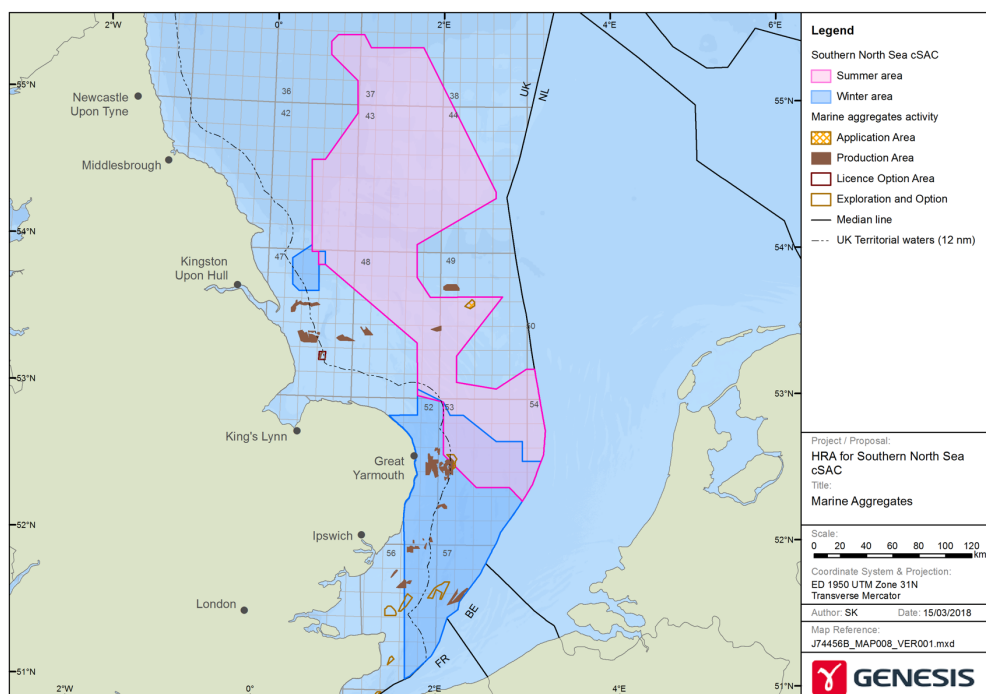 0°
2°E
4°E
6°E
55°N
54°N
53°N
52°N
51°N
55°N
54°N
53°N
52°N
51°N
2°W
0°
2°E
4°E
6°E
Newcastle
Upon Tyne
Middlesbrough
Kingston
Upon Hull
King's Lynn
Great
Yarmouth
Ipswich
London
36
37
38
42
43
44
47
48
49
50
52
53
54
56
57
UK
NL
BE
FR
Legend
Southern North Sea cSAC
Summer area
Winter area
Marine aggregates activity
Application Area
Production Area
Licence Option Area
Exploration and Option
Median line
UK Territorial waters (12 nm)
Project / Proposal:
HRA for Southern North Sea
cSAC
Title:
Marine Aggregates
Scale:
0 20 40 60 80 100 120
km
Coordinate System & Projection:
ED 1950 UTM Zone 31N
Transverse Mercator
Author: SK Date: 15/03/2018
Map Reference:
J74456B_MAP008_VER001.mxd
GENESIS